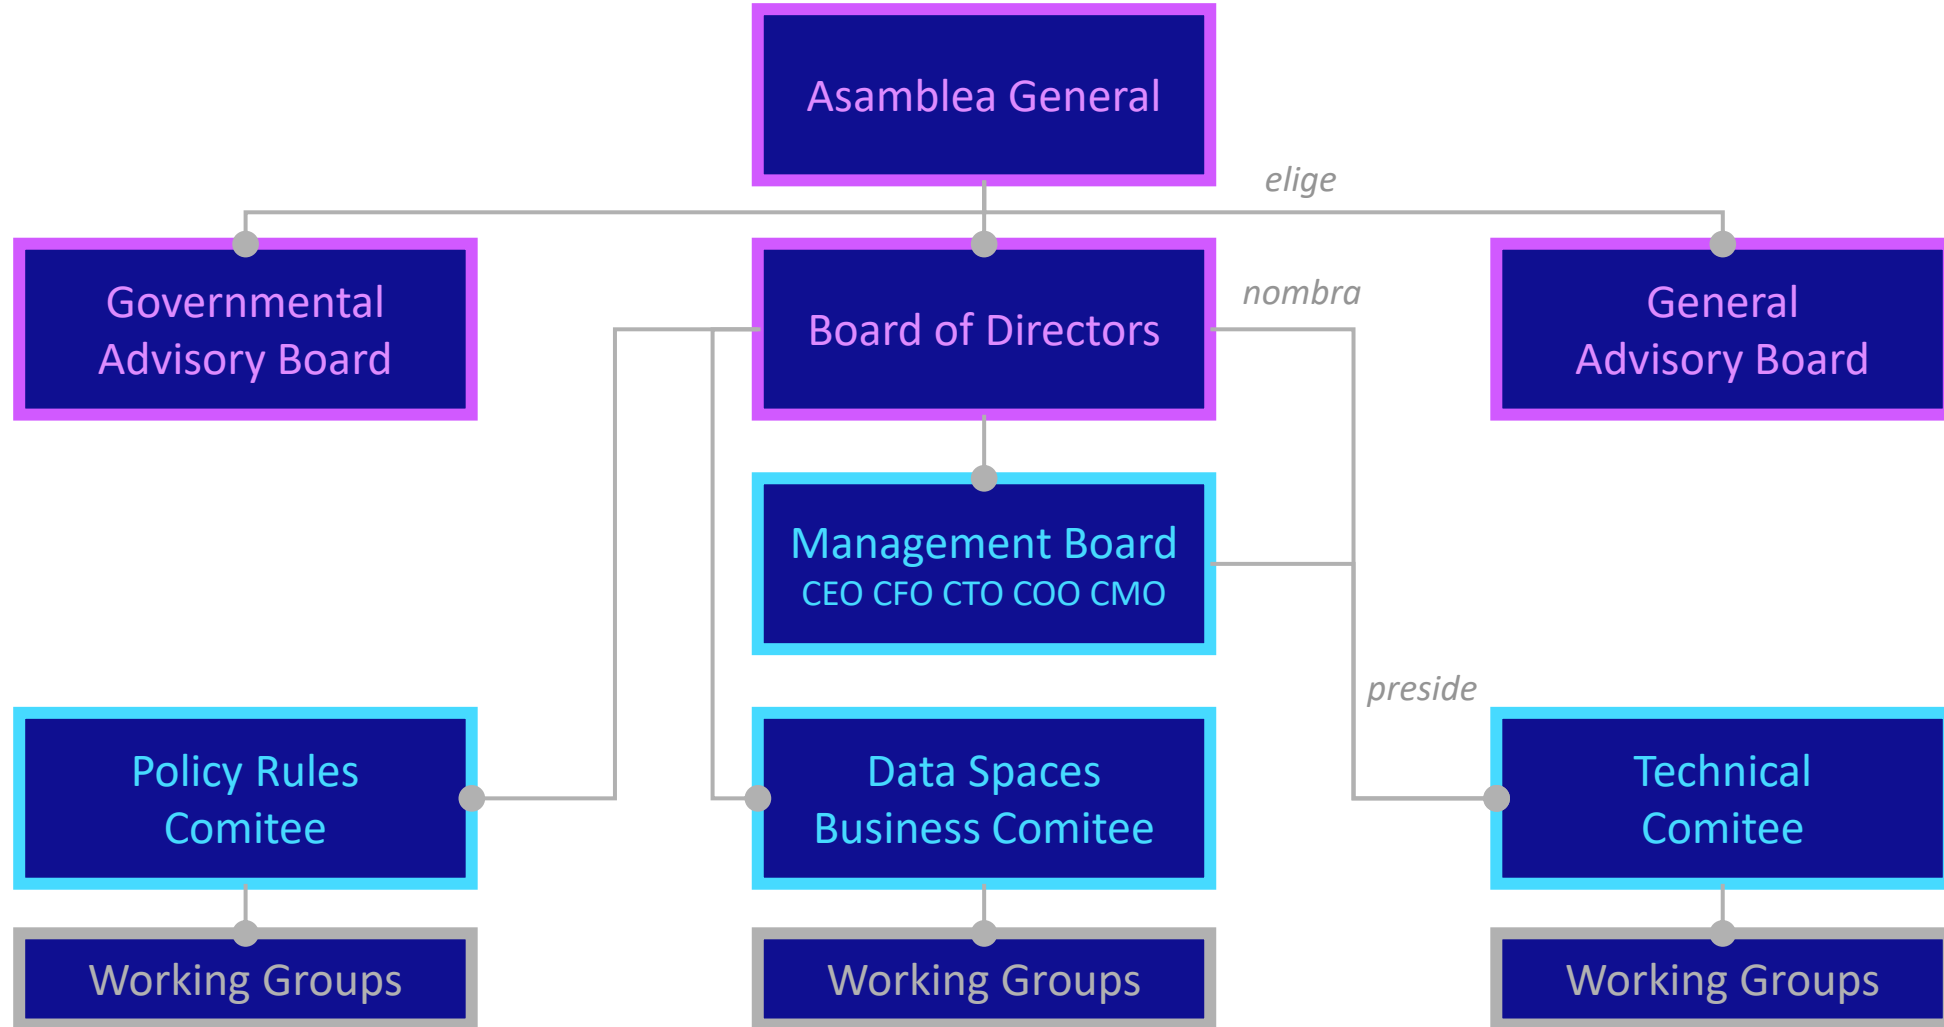 Asamblea General
elige
Governmental
Advisory Board
Board of Directors
nombra
General
Advisory Board
Management Board
CEO CFO CTO COO CMO
preside
Policy Rules
Comitee
Data Spaces
Business Comitee
Technical
Comitee
Working Groups
Working Groups
Working Groups